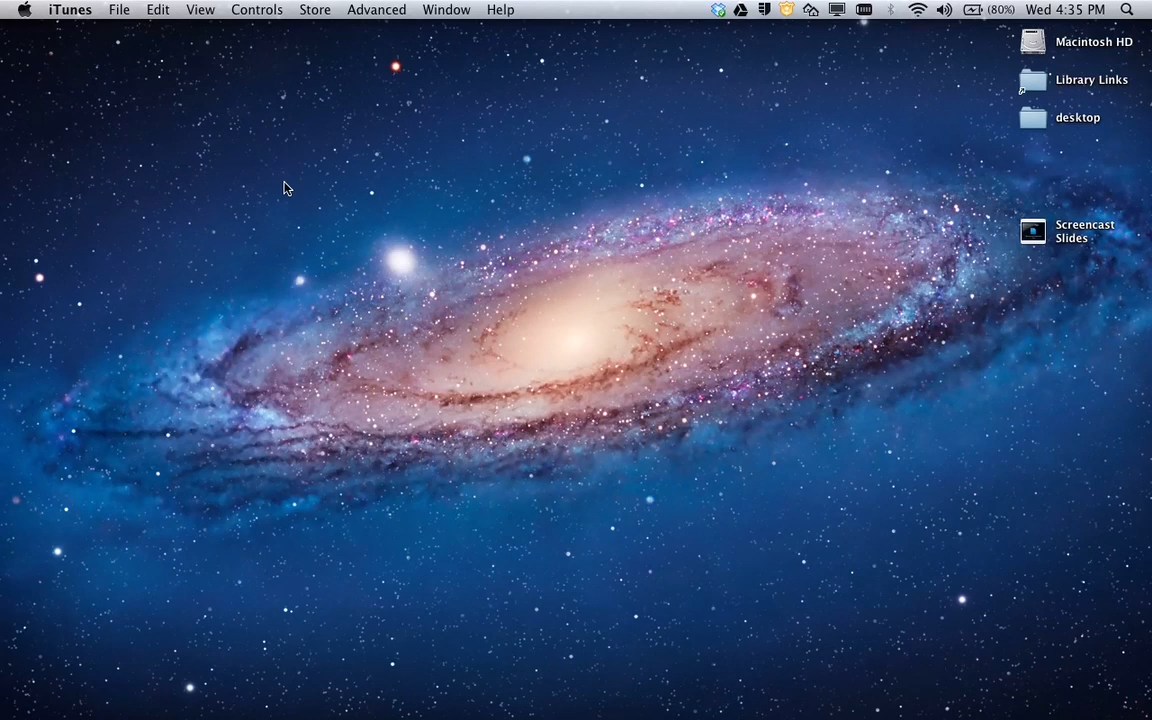 iTunes File Edit View Controls Store Advanced Window Help (80%) Wed 4:35 PM
Macintosh HD
Library Links
desktop
Screencast
Slides